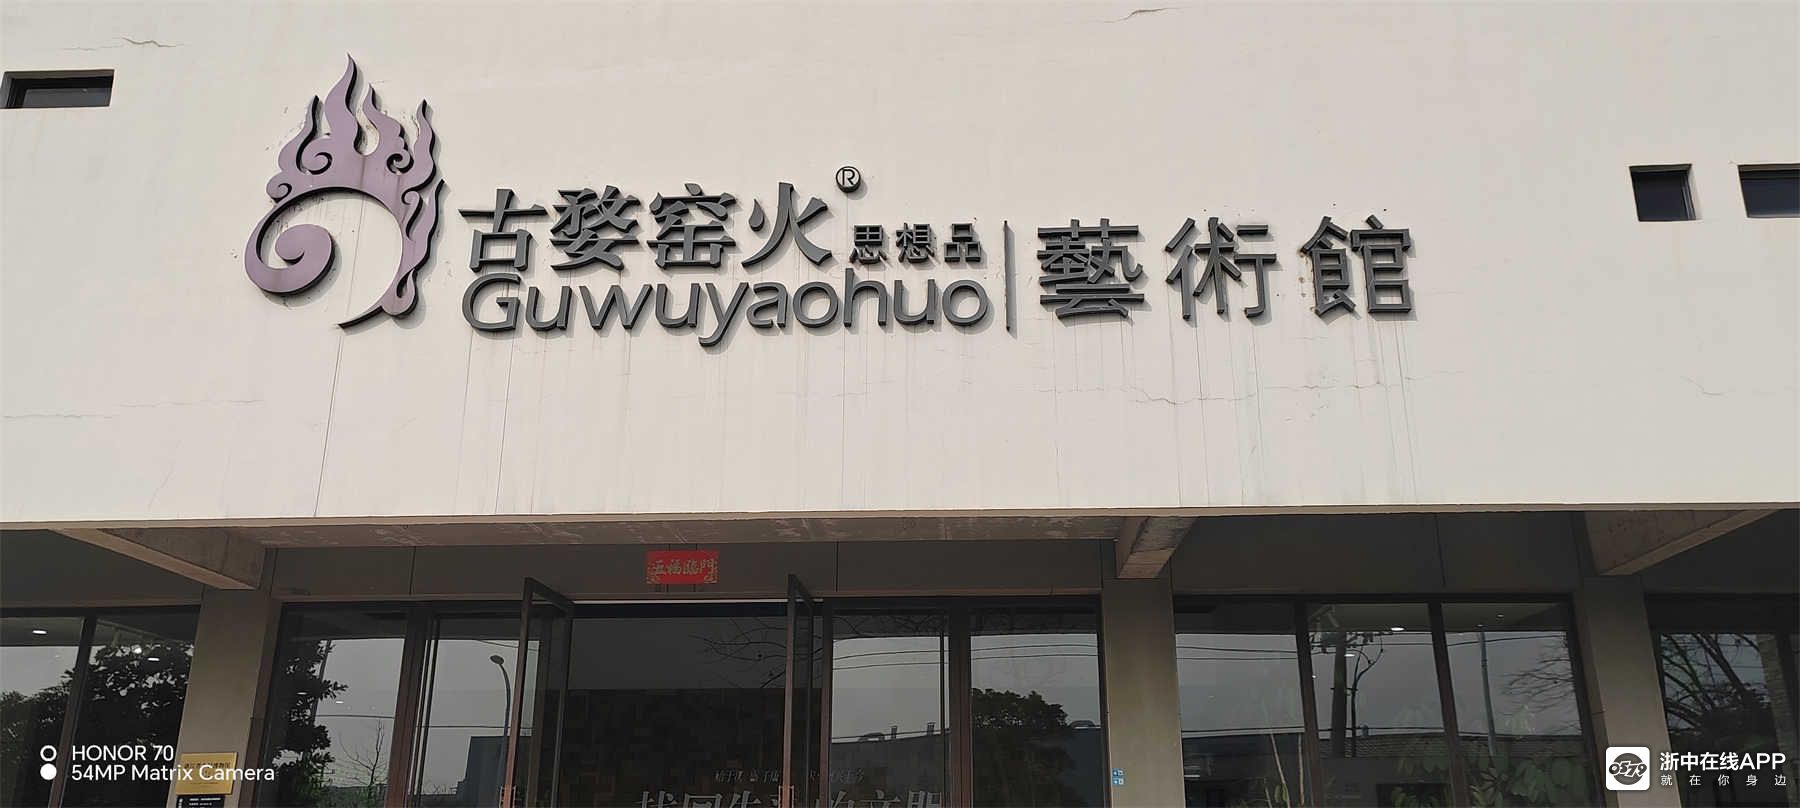 古婺窑火®
思想品
Guwuyaohuo
藝術館
五福臨門
HONOR 70
54MP Matrix Camera
0570
浙中在线APP
就在你身边